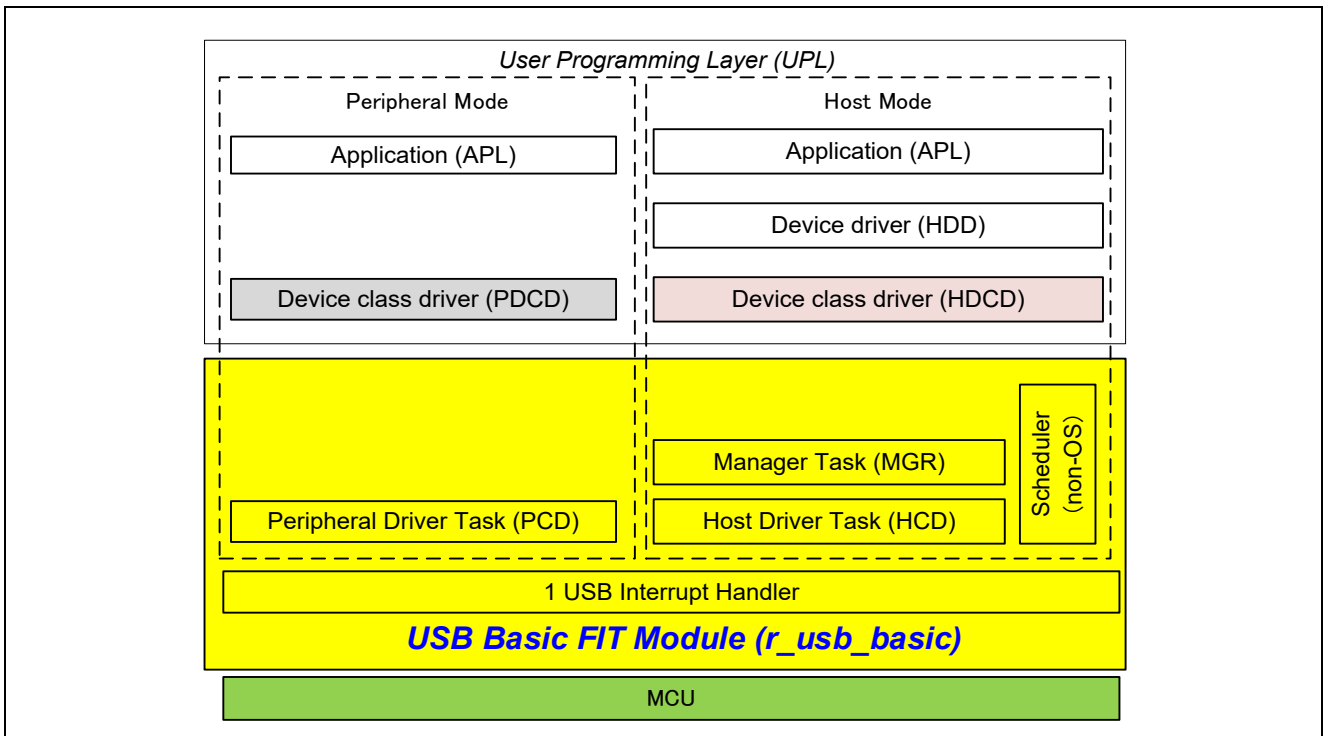 User Programming Layer (UPL)
Peripheral Mode
Host Mode
Application (APL)
Application (APL)
Device driver (HDD)
Device class driver (PDCD)
Device class driver (HDCD)
Scheduler
(non-OS)
Manager Task (MGR)
Peripheral Driver Task (PCD)
Host Driver Task (HCD)
1 USB Interrupt Handler
USB Basic FIT Module (r_usb_basic)
MCU